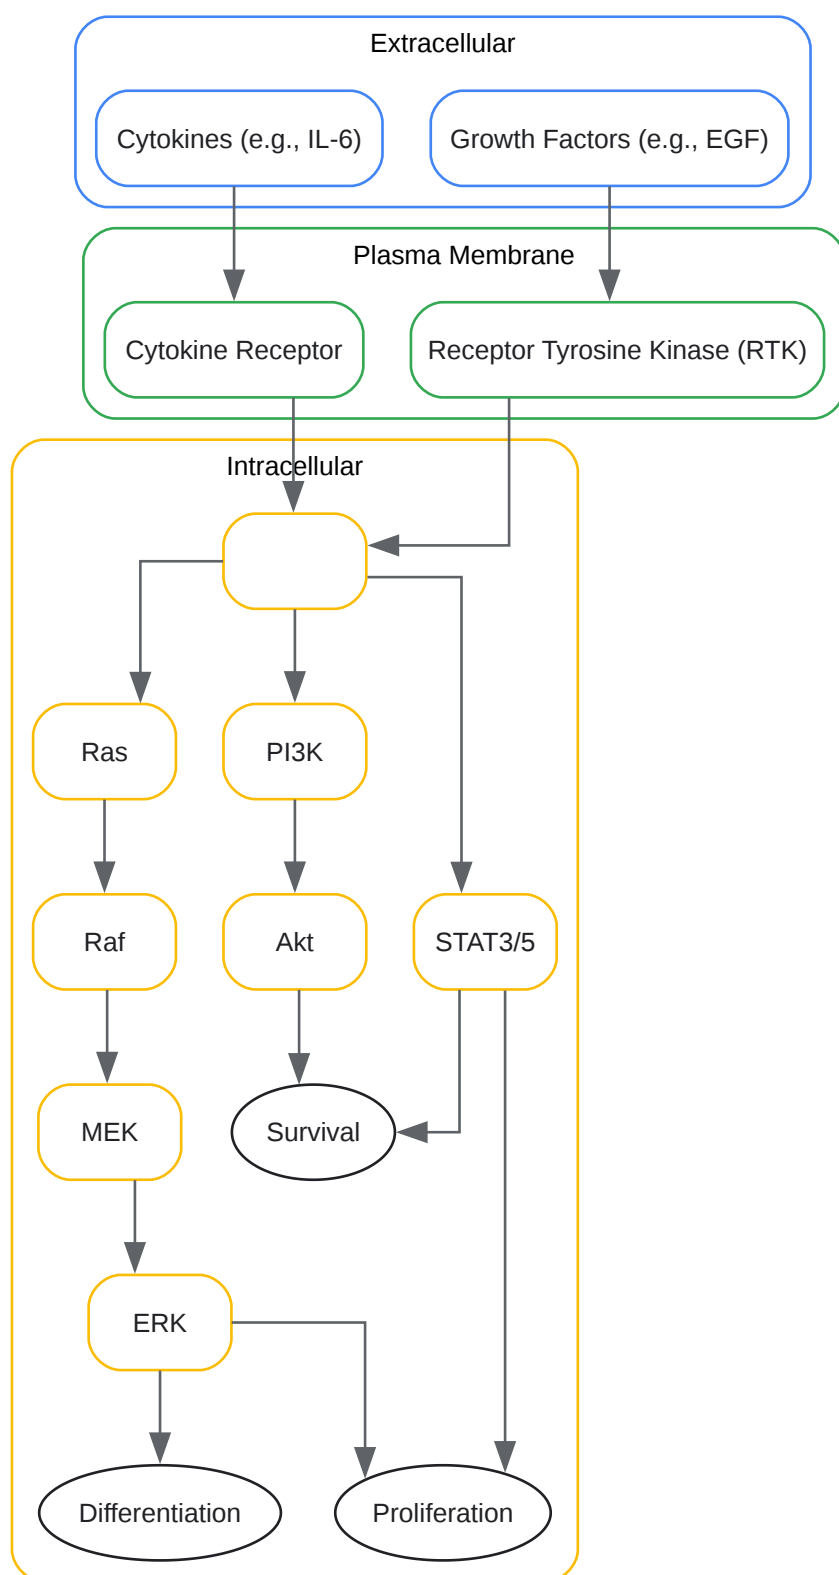 Extracellular
Cytokines (e.g., IL-6)
Growth Factors (e.g., EGF)
Plasma Membrane
Cytokine Receptor
Receptor Tyrosine Kinase (RTK)
Intracellular
Ras
PI3K
Raf
Akt
STAT3/5
MEK
Survival
ERK
Differentiation
Proliferation